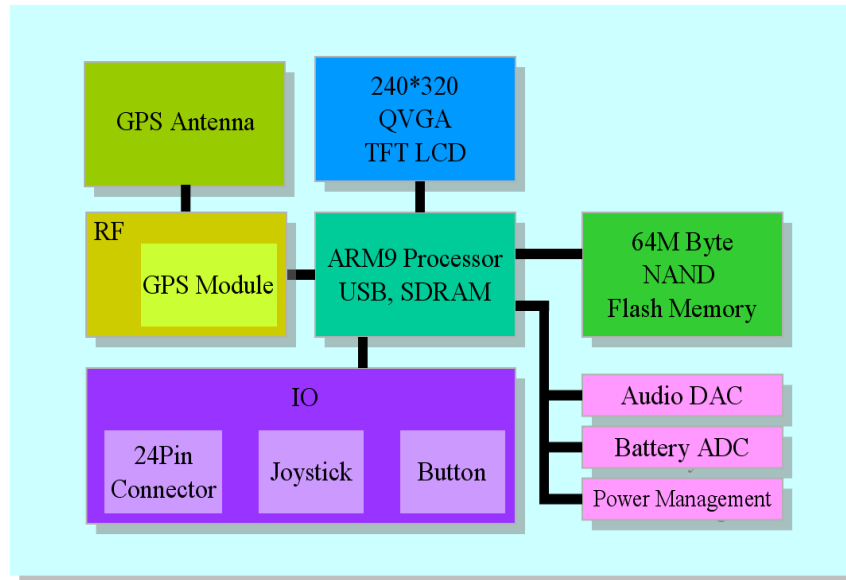 GPS Antenna
240*320
QVGA
TFT LCD
RF
GPS Module
ARM9 Processor
USB, SDRAM
64M Byte
NAND
Flash Memory
IO
24Pin
Connector
Joystick
Button
Audio DAC
Battery ADC
Power Management